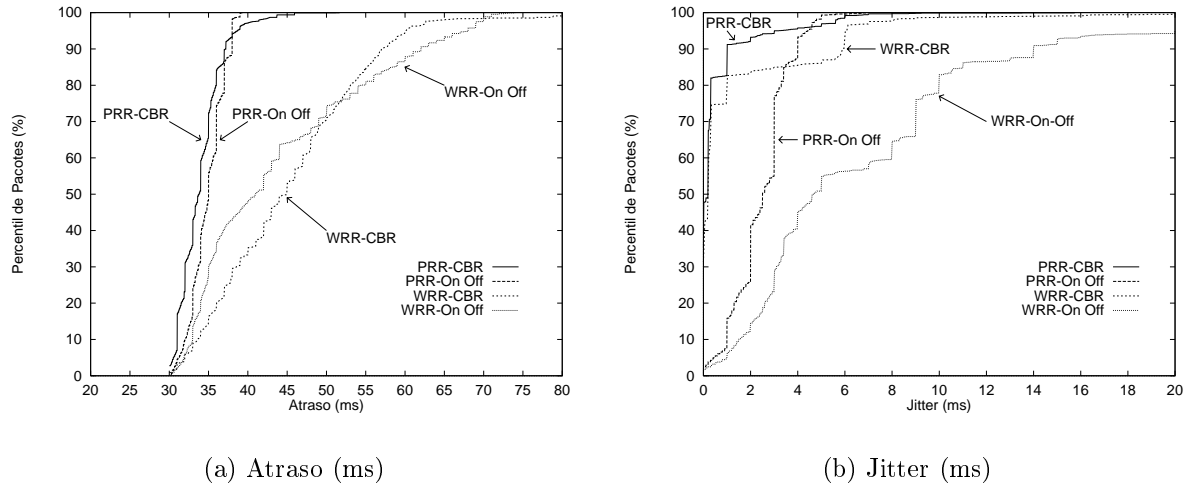 100
90
80
70
60
50
40
30
20
10
0
Percentil de Pacotes (%)
20 25 30 35 40 45 50 55 60 65 70 75 80
Atraso (ms)
PRR-CBR
PRR-On Off
WRR-On Off
WRR-CBR
PRR-CBR
PRR-On Off
WRR-CBR
WRR-On Off
(a) Atraso (ms)
100
90
80
70
60
50
40
30
20
10
0
Percentil de Pacotes (%)
0 2 4 6 8 10 12 14 16 18 20
Jitter (ms)
PRR-CBR
WRR-CBR
WRR-On-Off
PRR-On Off
PRR-CBR
PRR-On Off
WRR-CBR
WRR-On Off
(b) Jitter (ms)